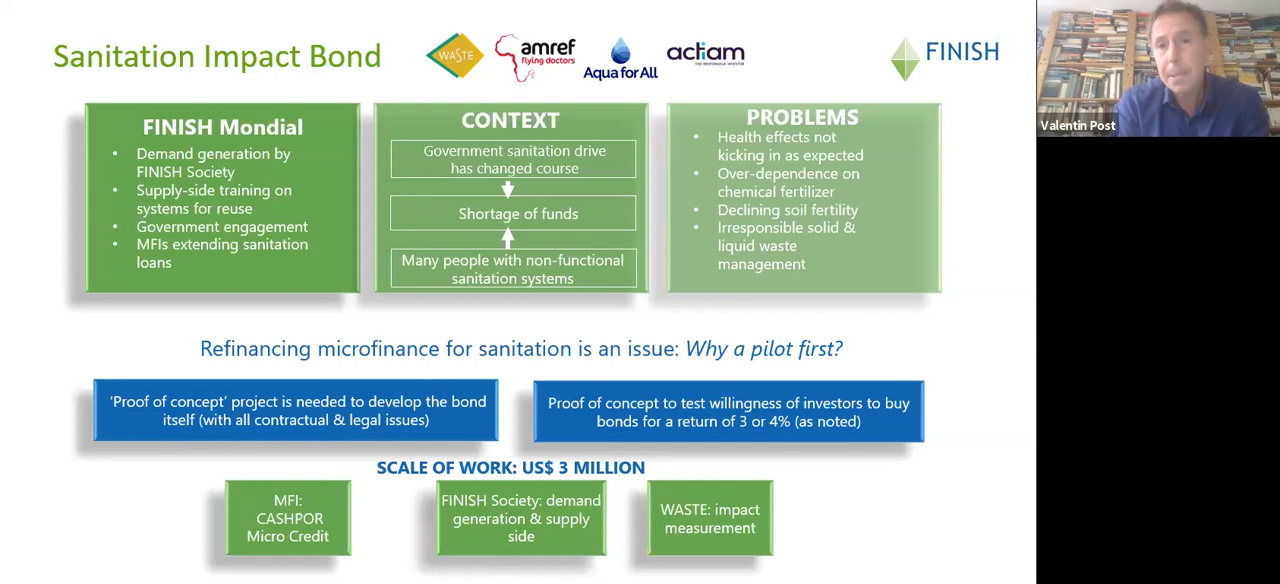 Sanitation Impact Bond
WASTE
amref
flying doctors
Aqua for All
actiam
THE RESPONSIBLE INVESTOR
FINISH
Valentin Post
FINISH Mondial
• Demand generation by
FINISH Society
• Supply-side training on
systems for reuse
• Government engagement
• MFIs extending sanitation
loans
CONTEXT
Government sanitation drive
has changed course
Shortage of funds
Many people with non-functional
sanitation systems
PROBLEMS
• Health effects not
kicking in as expected
• Over-dependence on
chemical fertilizer
• Declining soil fertility
• Irresponsible solid &
liquid waste
management
Refinancing microfinance for sanitation is an issue: Why a pilot first?
‘Proof of concept’ project is needed to develop the bond
itself (with all contractual & legal issues)
Proof of concept to test willingness of investors to buy
bonds for a return of 3 or 4% (as noted)
SCALE OF WORK: US$ 3 MILLION
MFI:
CASHPOR
Micro Credit
FINISH Society: demand
generation & supply
side
WASTE: impact
measurement